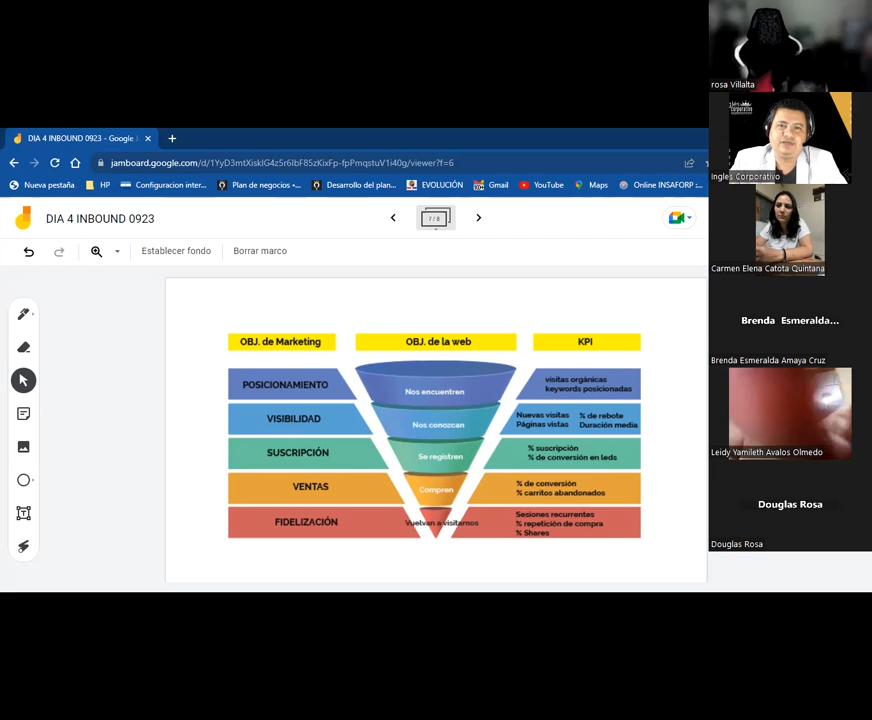 DIA 4 INBOUND 0923 - Google J
jamboard.google.com/d/1YyD3mtXiskIG4z5r6IbF8SzKixFp-fpPmqstuV1i40g/viewer?f=6
Nueva pestaña
HP
Configuracion inter...
Plan de negocios -...
Desarrollo del plan...
EVOLUCIÓN
Gmail
YouTube
Maps
Online INSAFORP :...
DIA 4 INBOUND 0923
7 / 8
Establecer fondo
Borrar marco
OBJ. de Marketing
OBJ. de la web
KPI
POSICIONAMIENTO
Nos encuentren
visitas orgánicas
keywords posicionadas
VISIBILIDAD
Nos conozcan
Nuevas visitas
Páginas vistas
% de rebote
Duración media
SUSCRIPCIÓN
Se registren
% suscripción
% de conversión en leds
VENTAS
Compren
% de conversión
% carritos abandonados
FIDELIZACIÓN
Vuelvan a visitarnos
Sesiones recurrentes
% repetición de compra
% Shares
rosa Villalta
Ingles Corporativo
Carmen Elena Catota Quintana
Brenda Esmeralda...
Brenda Esmeralda Amaya Cruz
Leidy Yamileth Avalos Olmedo
Douglas Rosa
Douglas Rosa